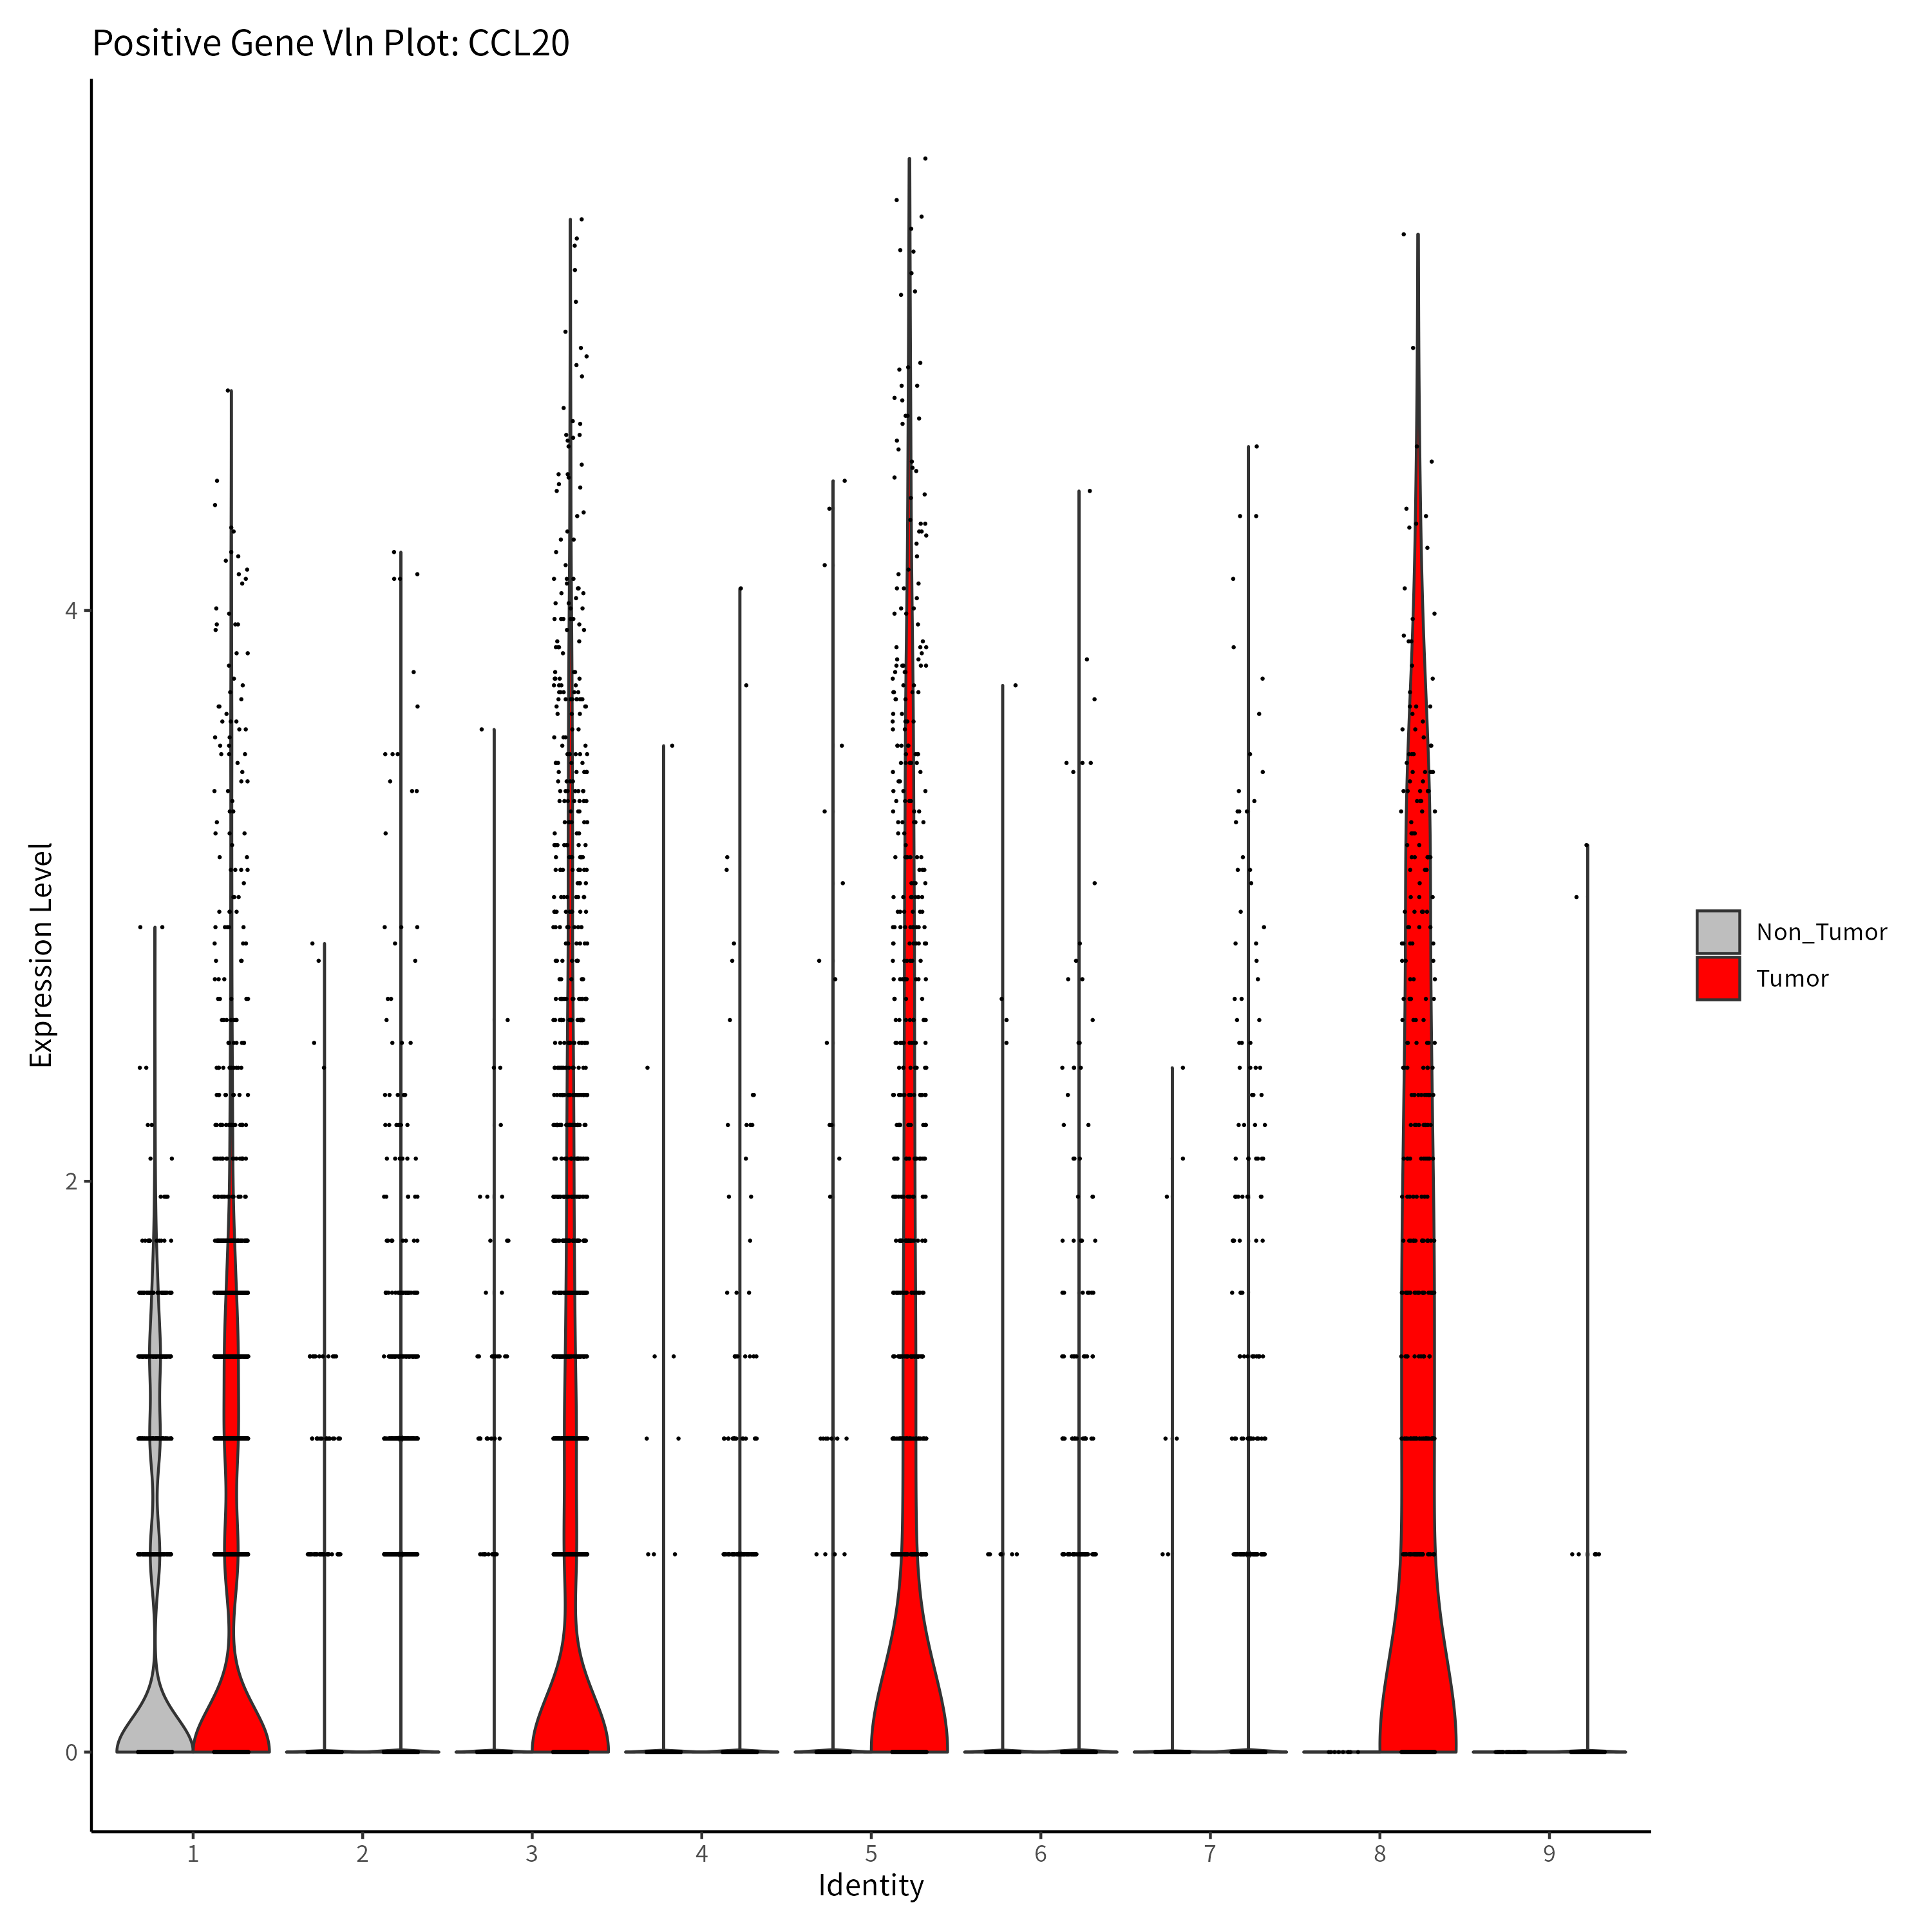 Positive Gene Vln Plot: CCL20
Expression Level
4
2
0
1 2 3 4 5 6 7 8 9
Identity
Non_Tumor
Tumor